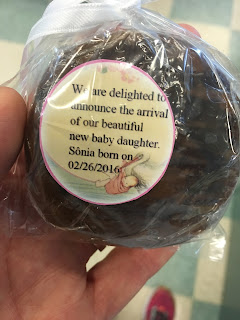 We are delighted to
announce the arrival
of our beautiful
new baby daughter.
Sônia born on
02/26/2016